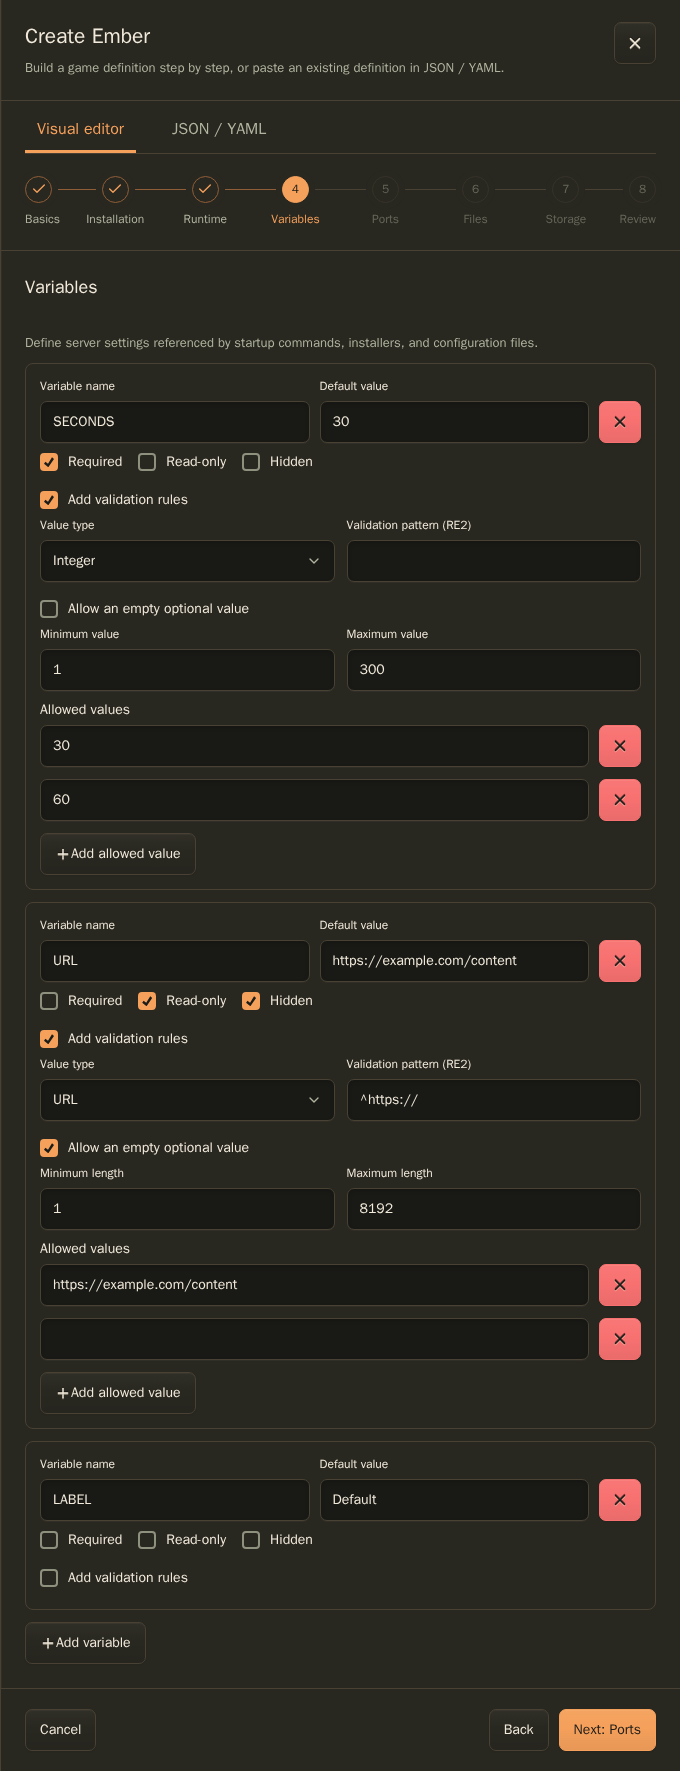 Create Ember
Build a game definition step by step, or paste an existing definition in JSON / YAML.
Visual editor JSON / YAML
4 5 6 7 8
Basics Installation Runtime Variables Ports Files Storage Review
Variables
Define server settings referenced by startup commands, installers, and configuration files.
Variable name Default value
SECONDS 30
Required Read-only Hidden
Add validation rules
Value type Validation pattern (RE2)
Integer
Allow an empty optional value
Minimum value Maximum value
1 300
Allowed values
30
60
+ Add allowed value
Variable name Default value
URL https://example.com/content
Required Read-only Hidden
Add validation rules
Value type Validation pattern (RE2)
URL ^https://
Allow an empty optional value
Minimum length Maximum length
1 8192
Allowed values
https://example.com/content
+ Add allowed value
Variable name Default value
LABEL Default
Required Read-only Hidden
Add validation rules
+ Add variable
Cancel Back Next: Ports